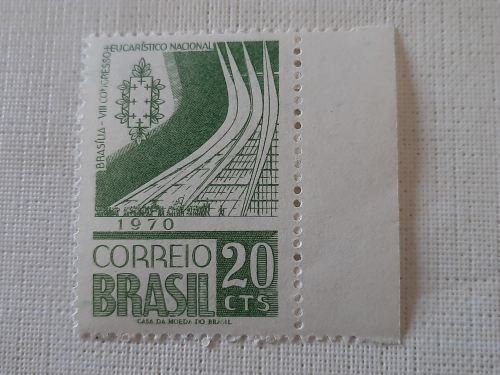 BRASÍLIA - VIII CONGRESSO EUCARÍSTICO NACIONAL
1970
CORREIO
BRASIL
20
CTS
CASA DA MOEDA DO BRASIL